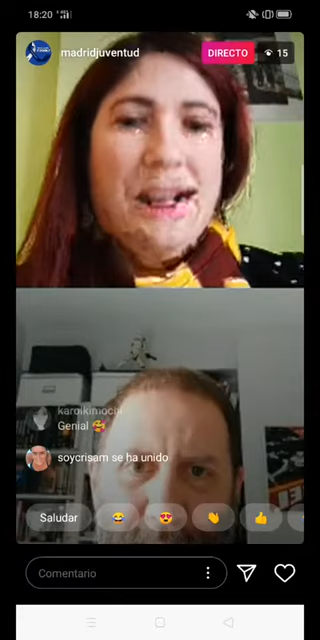 18:20
madridjuventud
DIRECTO
15
karolkimochi
Genial
soycrisam se ha unido
Saludar
Comentario